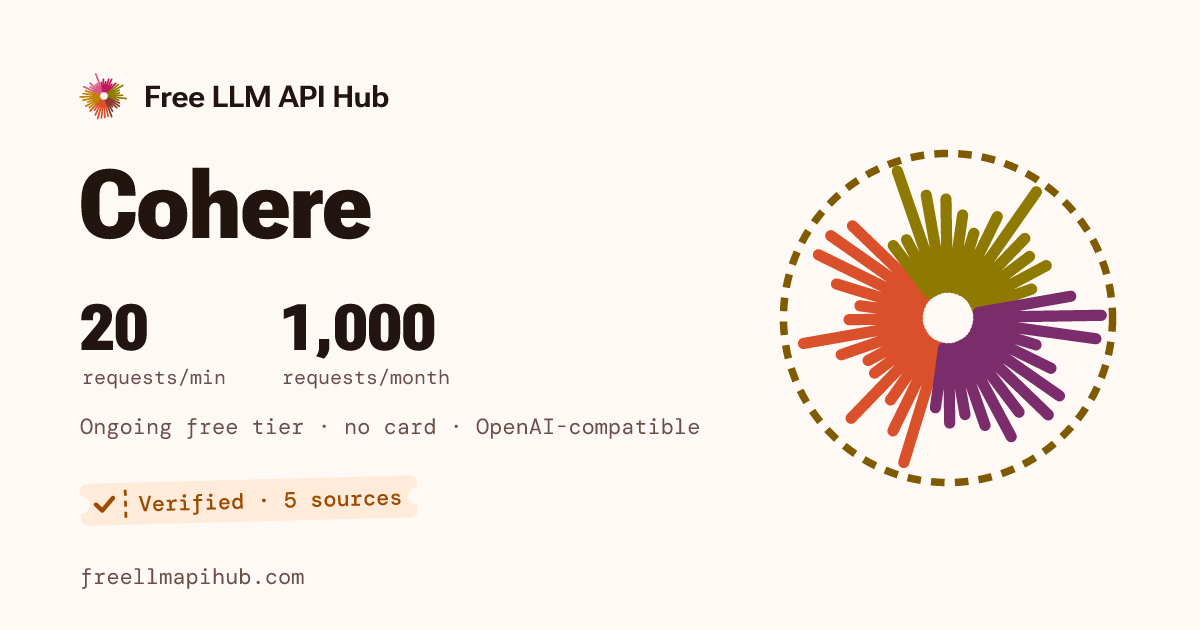 Free LLM API Hub
Cohere
20 1,000
requests/min requests/month
Ongoing free tier · no card · OpenAI-compatible
Verified · 5 sources
freellmapihub.com